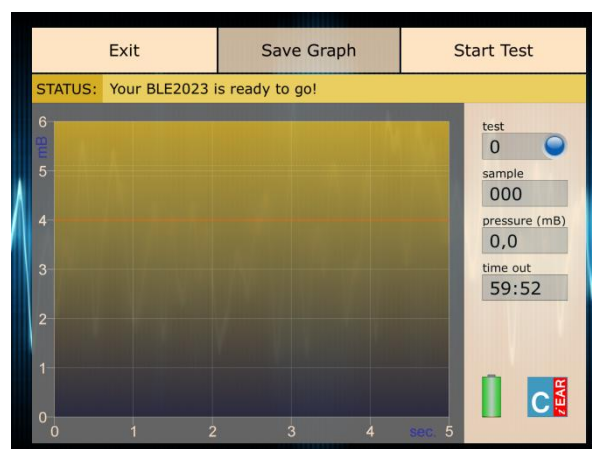 Exit
Save Graph
Start Test
STATUS: Your BLE2023 is ready to go!
6
mB
5
4
3
2
1
0
0 1 2 3 4 sec. 5
test
0
sample
000
pressure (mB)
0,0
time out
59:52
C iEAR